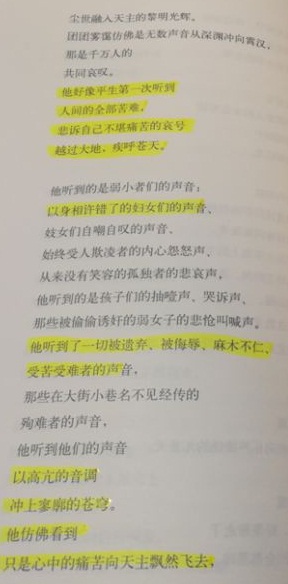 尘世融入天主的黎明光辉。
团团雾霭仿佛是无数声音从深渊冲向霄汉,
那是千万人的
共同哀叹。
他好像平生第一次听到
人间的全部苦难,
悲诉自己不堪痛苦的哀号
越过大地,疾呼苍天。
他听到的是弱小者们的声音:
以身相许错了的妇女们的声音、
妓女们自嘲自叹的声音、
始终受人欺凌者的内心怨怒声、
从来没有笑容的孤独者的悲哀声。
他听到的是孩子们的抽噎声、哭诉声、
那些被偷偷诱奸的弱女子的悲怆叫喊声。
他听到了一切被遗弃、被侮辱、麻木不仁、
受苦受难者的声音,
那些在大街小巷名不见经传的
殉难者的声音,
他听到他们的声音
以高亢的音调
冲上寥廓的苍穹。
他仿佛看到
只是心中的痛苦向天主飘然飞去,